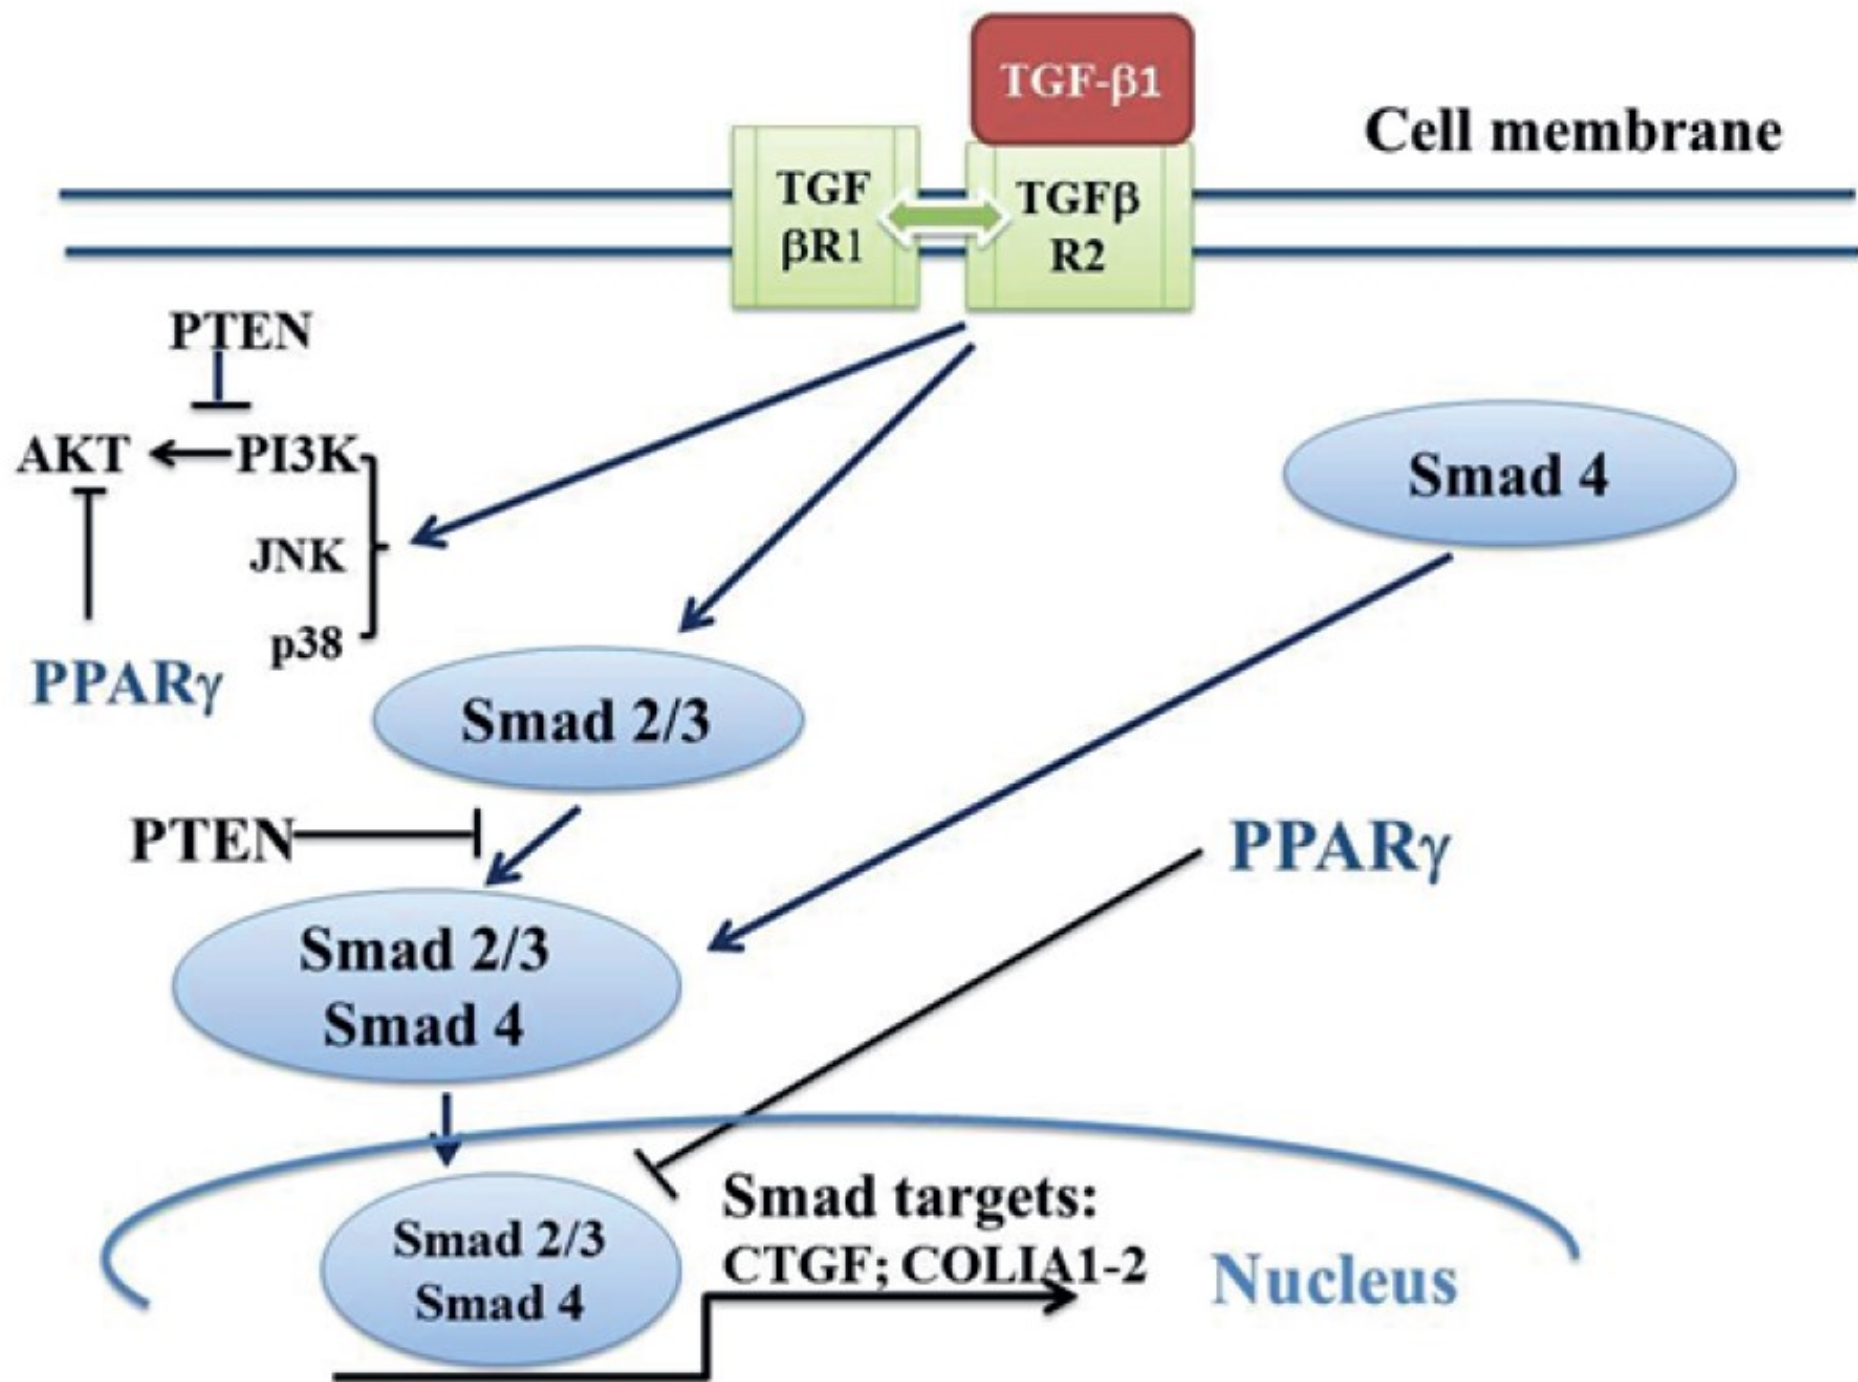 TGF-β1
Cell membrane
TGF
βR1
TGFβ
R2
PTEN
AKT
PI3K
JNK
p38
PPARγ
Smad 4
Smad 2/3
PTEN
PPARγ
Smad 2/3
Smad 4
Smad targets:
CTGF; COLIA1-2
Smad 2/3
Smad 4
Nucleus